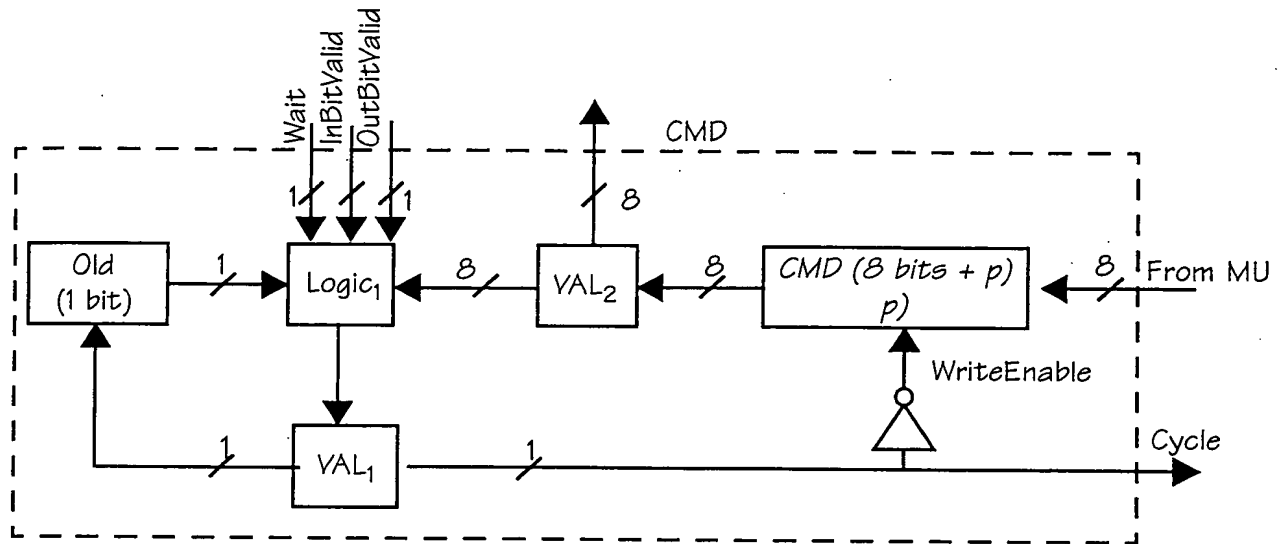 Wait
InBitValid
OutBitValid
CMD
1
1
8
Old
(1 bit)
1
Logic₁
8
VAL₂
8
CMD (8 bits + p)
p)
8
From MU
WriteEnable
1
VAL₁
1
Cycle